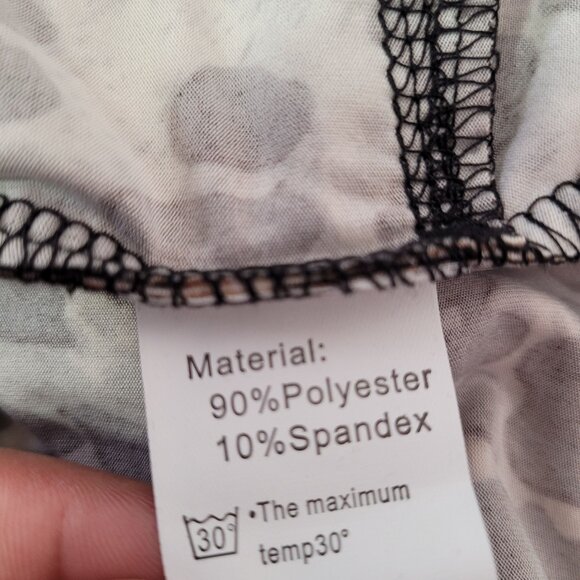 Material:
90%Polyester
10%Spandex
30°
•The maximum
temp30°